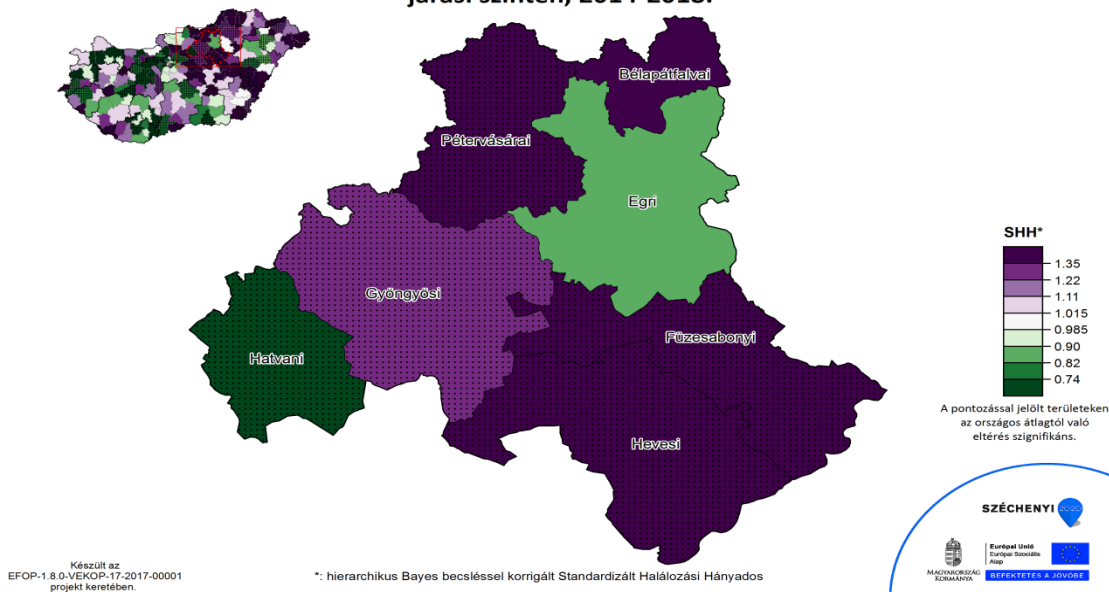 járási szinten, 2014-2018.
Bélapátfalvai
Pétervásárai
Egri
Gyöngyösi
Hatvani
Füzesabonyi
Hevesi
SHH*
1.35
1.22
1.11
1.015
0.985
0.90
0.82
0.74
A pontozással jelölt területeken
az országos átlagtól való
eltérés szignifikáns.
SZÉCHENYI 2020
Magyarország
Kormánya
Európai Unió
Európai Szociális
Alap
BEFEKTETÉS A JÖVŐBE
Készült az
EFOP-1.8.0-VEKOP-17-2017-00001
projekt keretében.
*: hierarchikus Bayes becsléssel korrigált Standardizált Halálozási Hányados